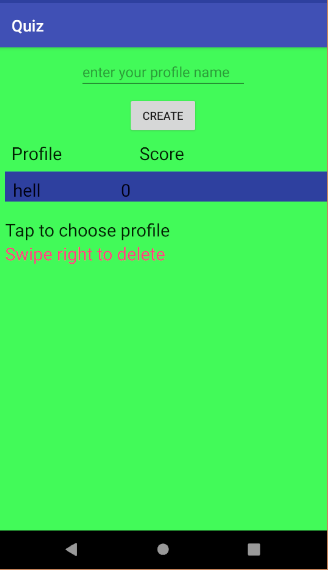 Quiz
enter your profile name
CREATE
Profile Score
hell 0
Tap to choose profile
Swipe right to delete